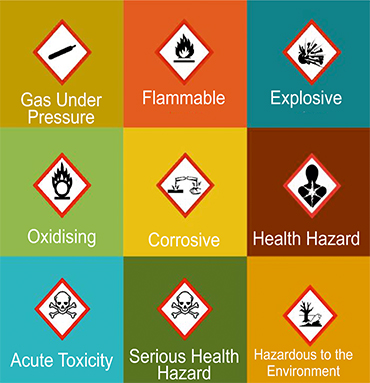 Gas Under
Pressure
Flammable
Explosive
Oxidising
Corrosive
Health Hazard
Acute Toxicity
Serious Health
Hazard
Hazardous to the
Environment